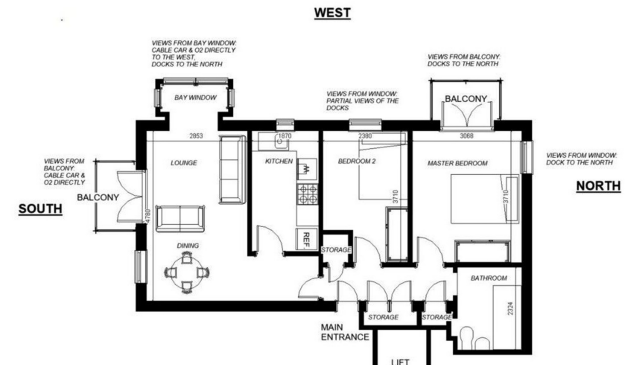 WEST
VIEWS FROM BAY WINDOW:
CABLE CAR & O2 DIRECTLY
TO THE WEST,
DOCKS TO THE NORTH
VIEWS FROM BALCONY:
DOCKS TO THE NORTH
VIEWS FROM WINDOW:
PARTIAL VIEWS OF THE
DOCKS
BAY WINDOW
BALCONY
2853
1870
2380
3068
VIEWS FROM
BALCONY:
CABLE CAR &
O2 DIRECTLY
LOUNGE
KITCHEN
BEDROOM 2
MASTER BEDROOM
VIEWS FROM WINDOW:
DOCK TO THE NORTH
NORTH
BALCONY
SOUTH
4780
3710
3710
DINING
REF
STORAGE
BATHROOM
2324
STORAGE
STORAGE
MAIN
ENTRANCE
LIFT